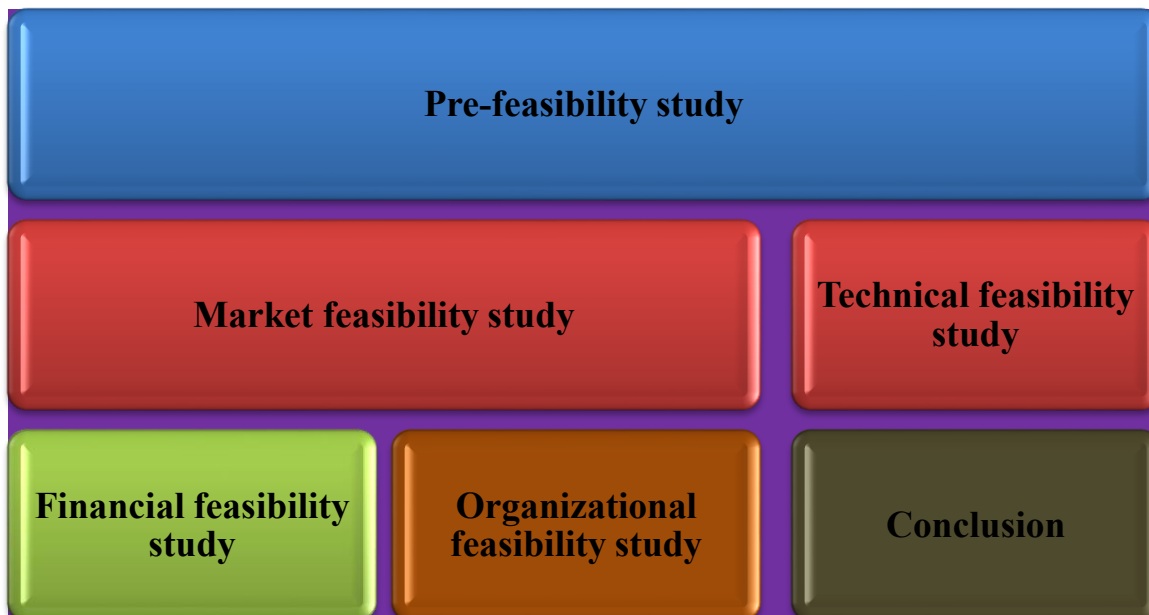 Pre-feasibility study
Market feasibility study
Technical feasibility
study
Financial feasibility
study
Organizational
feasibility study
Conclusion